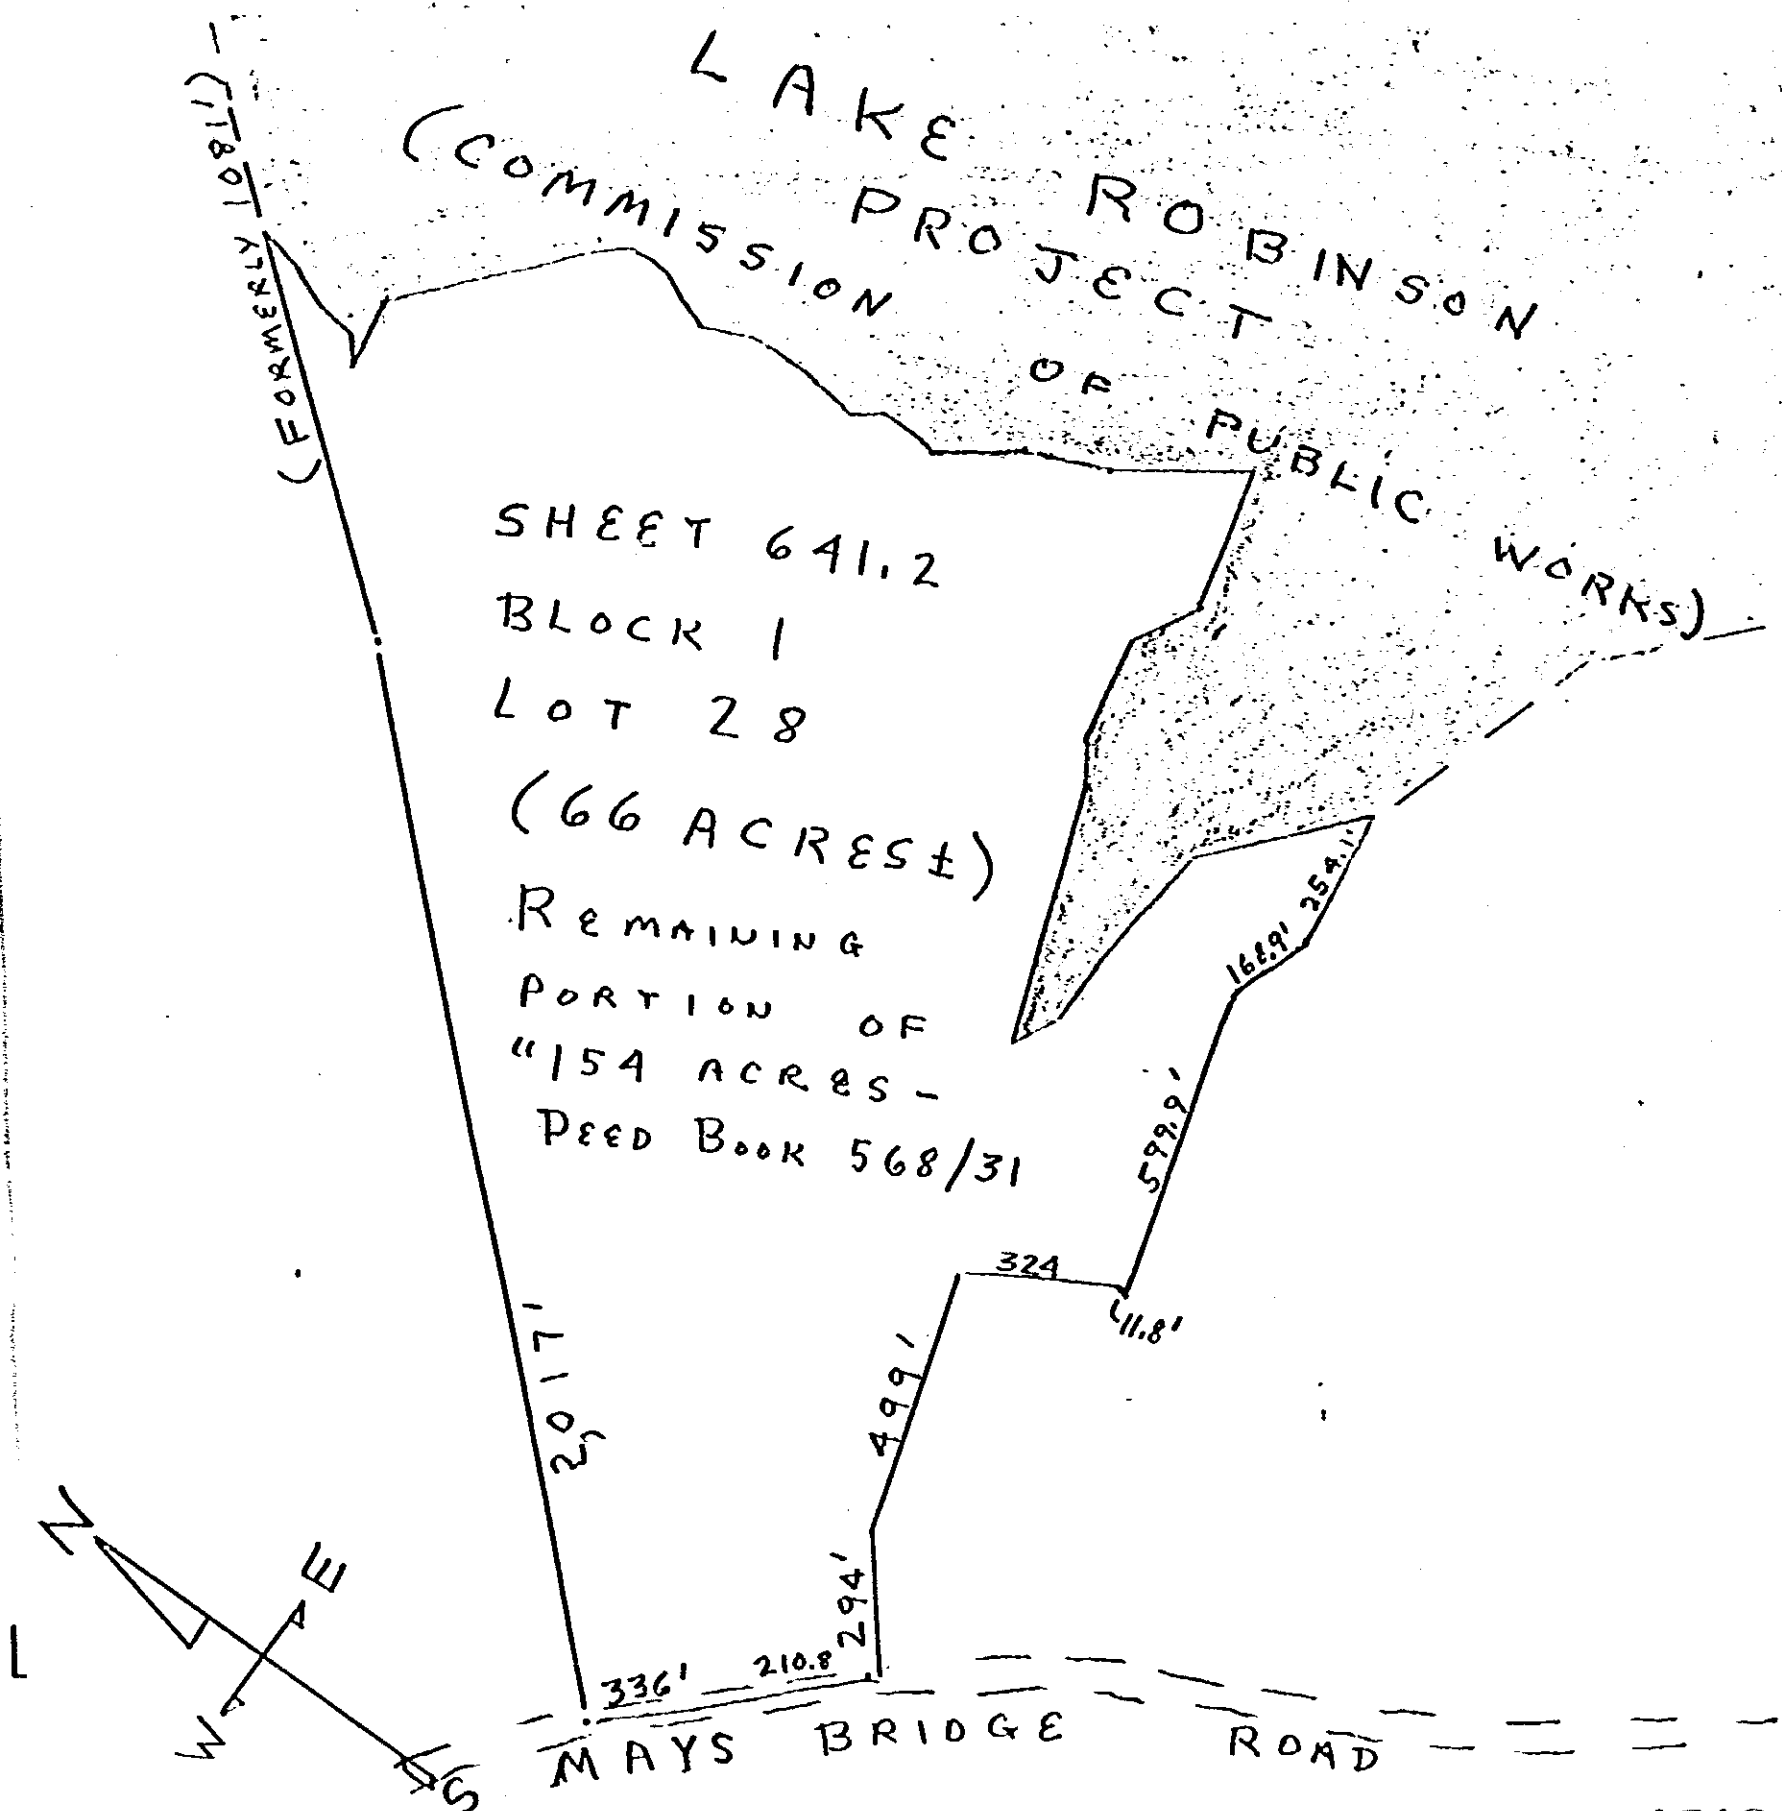 LAKE ROBINSON
PROJECT
(COMMISSION OF PUBLIC WORKS)
(FORMERLY
SHEET 641.2
BLOCK 1
LOT 28
(66 ACRES±)
REMAINING
PORTION OF
"154 ACRES -
DEED BOOK 568/31
254.1'
168.9'
599.9'
324
11.8'
499'
294'
2,017'
336' 210.8
MAYS BRIDGE ROAD
N
E
W
S